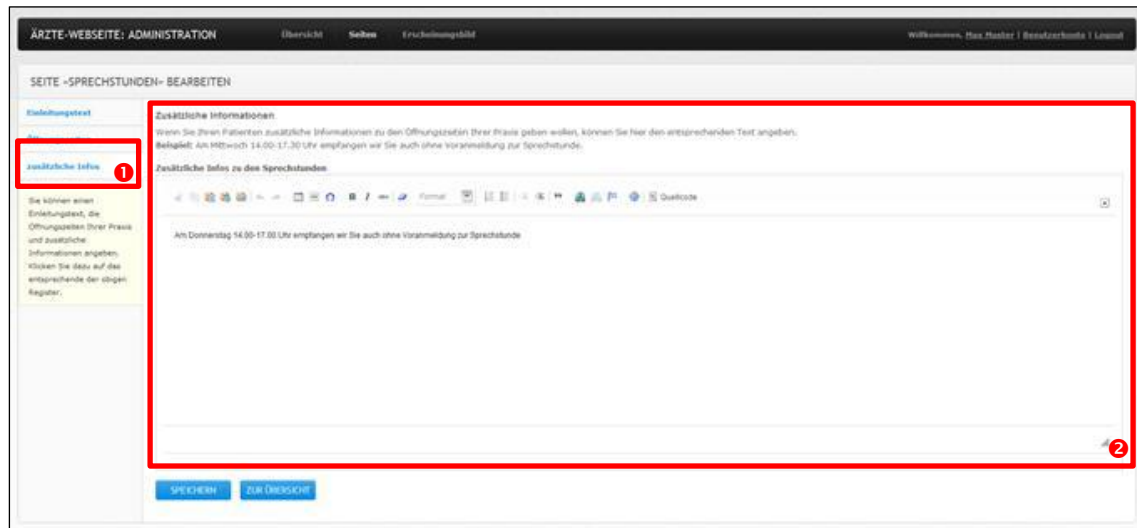 ÄRZTE-WEBSEITE: ADMINISTRATION Übersicht Seiten Erscheinungsbild Willkommen, Max Muster | Benutzerkonto | Logout
SEITE «SPRECHSTUNDEN» BEARBEITEN
Einleitungstext
zusätzliche Infos
❶
Sie können einen
Einleitungstext, die
Öffnungszeiten Ihrer Praxis
und zusätzliche
Informationen angeben.
Klicken Sie dazu auf das
entsprechende der obigen
Register.
Zusätzliche Informationen
Wenn Sie Ihren Patienten zusätzliche Informationen zu den Öffnungszeiten Ihrer Praxis geben wollen, können Sie hier den entsprechenden Text angeben.
Beispiel: Am Mittwoch 14.00-17.30 Uhr empfangen wir Sie auch ohne Voranmeldung zur Sprechstunde.
Zusätzliche Infos zu den Sprechstunden
B I Format Quellcode
Am Donnerstag 14.00-17.00 Uhr empfangen wir Sie auch ohne Voranmeldung zur Sprechstunde
❷
SPEICHERN ZUR ÜBERSICHT